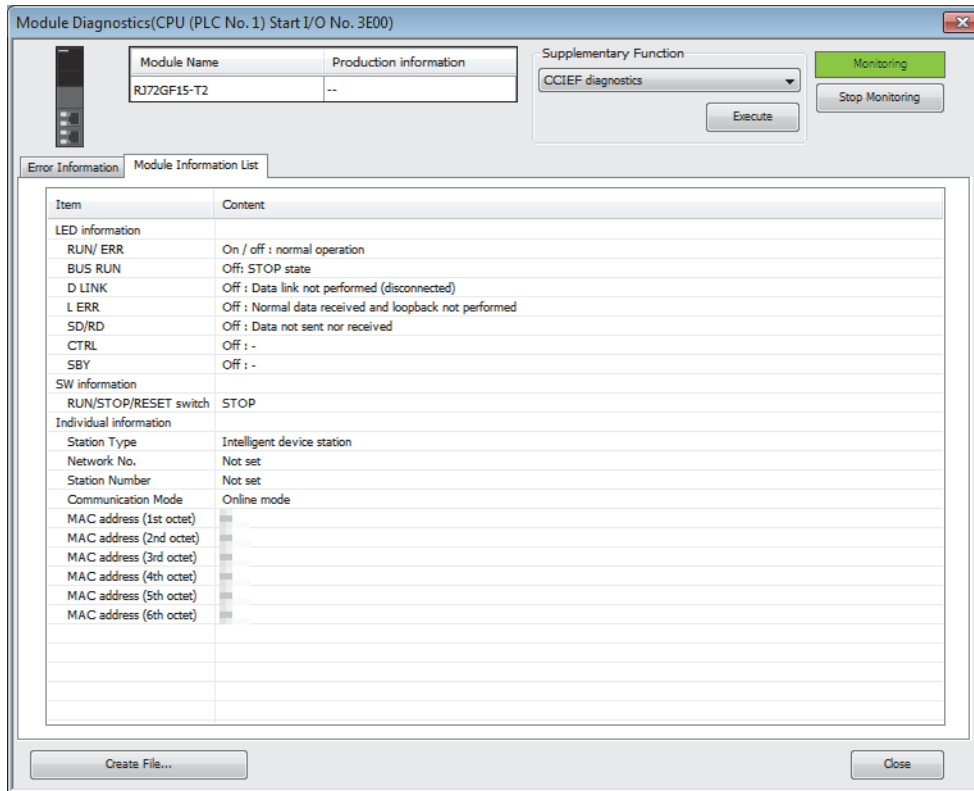 Module Diagnostics(CPU (PLC No. 1) Start I/O No. 3E00)
Module Name Production information
RJ72GF15-T2 --
Supplementary Function
CCIEF diagnostics
Execute
Monitoring
Stop Monitoring
Error Information Module Information List
Item Content
LED information
RUN/ ERR On / off : normal operation
BUS RUN Off: STOP state
D LINK Off : Data link not performed (disconnected)
L ERR Off : Normal data received and loopback not performed
SD/RD Off : Data not sent nor received
CTRL Off : -
SBY Off : -
SW information
RUN/STOP/RESET switch STOP
Individual information
Station Type Intelligent device station
Network No. Not set
Station Number Not set
Communication Mode Online mode
MAC address (1st octet)
MAC address (2nd octet)
MAC address (3rd octet)
MAC address (4th octet)
MAC address (5th octet)
MAC address (6th octet)
Create File... Close